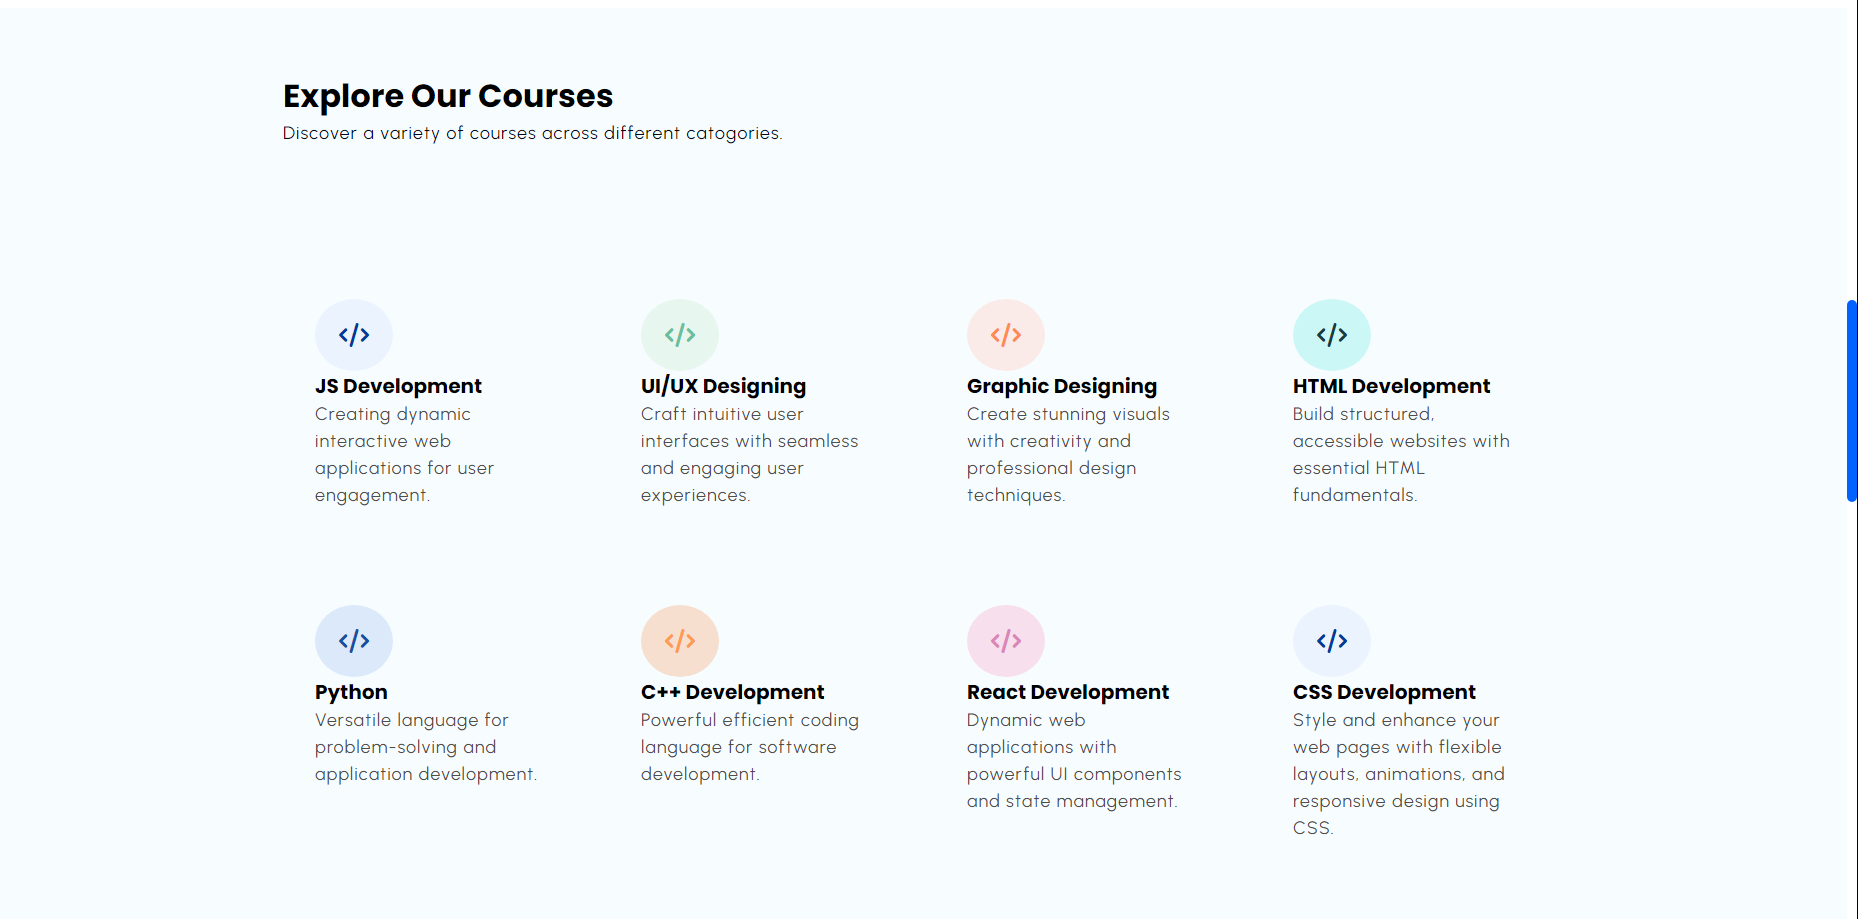 Explore Our Courses
Discover a variety of courses across different catogories.
JS Development
Creating dynamic
interactive web
applications for user
engagement.
UI/UX Designing
Craft intuitive user
interfaces with seamless
and engaging user
experiences.
Graphic Designing
Create stunning visuals
with creativity and
professional design
techniques.
HTML Development
Build structured,
accessible websites with
essential HTML
fundamentals.
Python
Versatile language for
problem-solving and
application development.
C++ Development
Powerful efficient coding
language for software
development.
React Development
Dynamic web
applications with
powerful UI components
and state management.
CSS Development
Style and enhance your
web pages with flexible
layouts, animations, and
responsive design using
CSS.